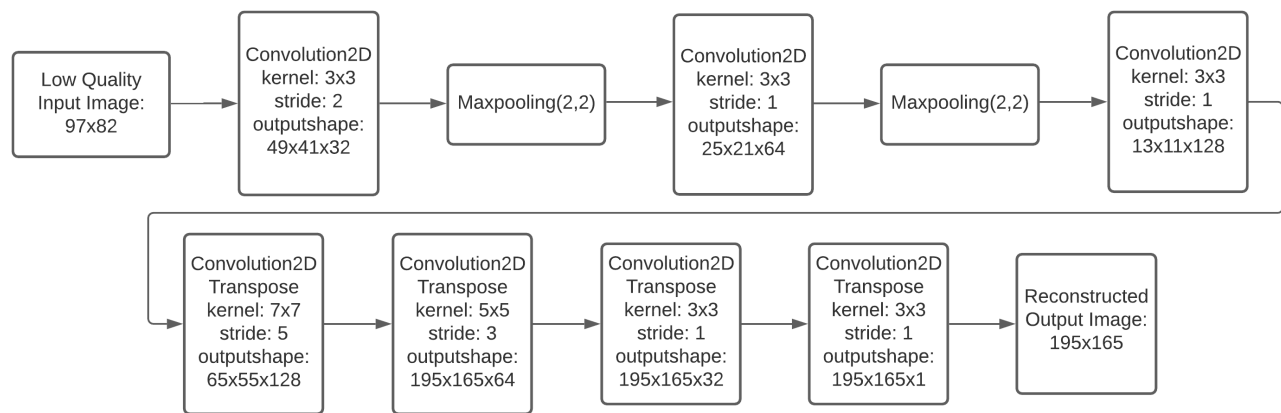 Low Quality
Input Image:
97x82
Convolution2D
kernel: 3x3
stride: 2
outputshape:
49x41x32
Maxpooling(2,2)
Convolution2D
kernel: 3x3
stride: 1
outputshape:
25x21x64
Maxpooling(2,2)
Convolution2D
kernel: 3x3
stride: 1
outputshape:
13x11x128
Convolution2D
Transpose
kernel: 7x7
stride: 5
outputshape:
65x55x128
Convolution2D
Transpose
kernel: 5x5
stride: 3
outputshape:
195x165x64
Convolution2D
Transpose
kernel: 3x3
stride: 1
outputshape:
195x165x32
Convolution2D
Transpose
kernel: 3x3
stride: 1
outputshape:
195x165x1
Reconstructed
Output Image:
195x165